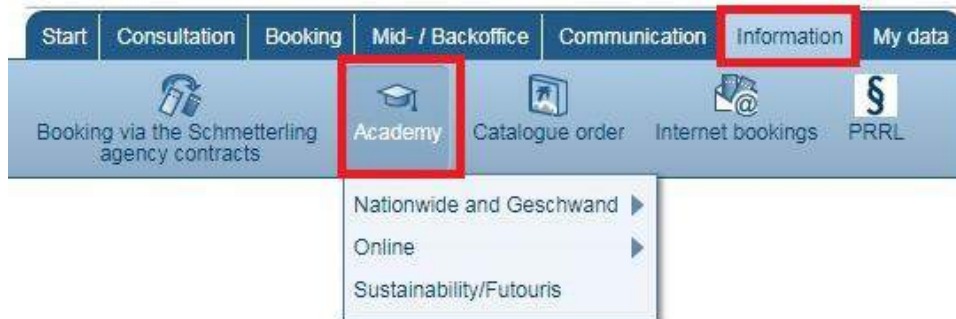 Start Consultation Booking Mid- / Backoffice Communication Information My data
Booking via the Schmetterling
agency contracts
Academy
Catalogue order
Internet bookings
§
PRRL
Nationwide and Geschwand
Online
Sustainability/Futouris